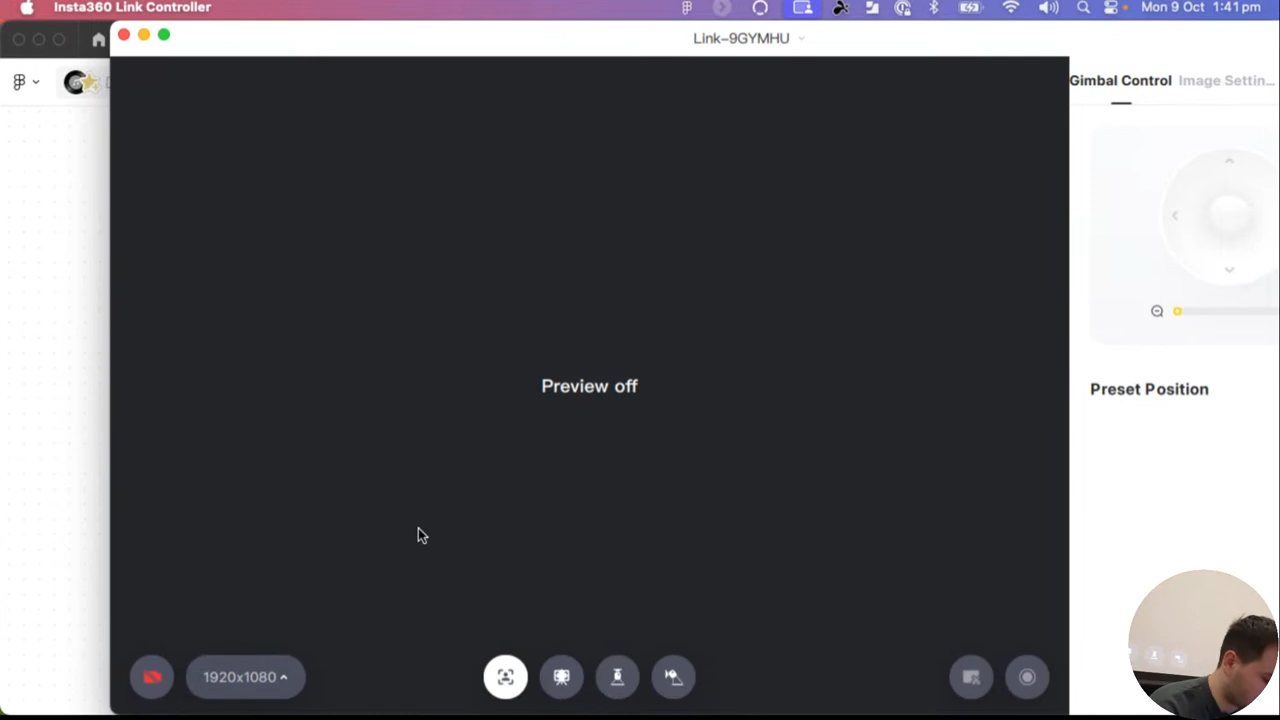 Insta360 Link Controller
Mon 9 Oct 1:41 pm
Link-9GYMHU
Gimbal Control
Image Settin...
Preview off
Preset Position
1920x1080